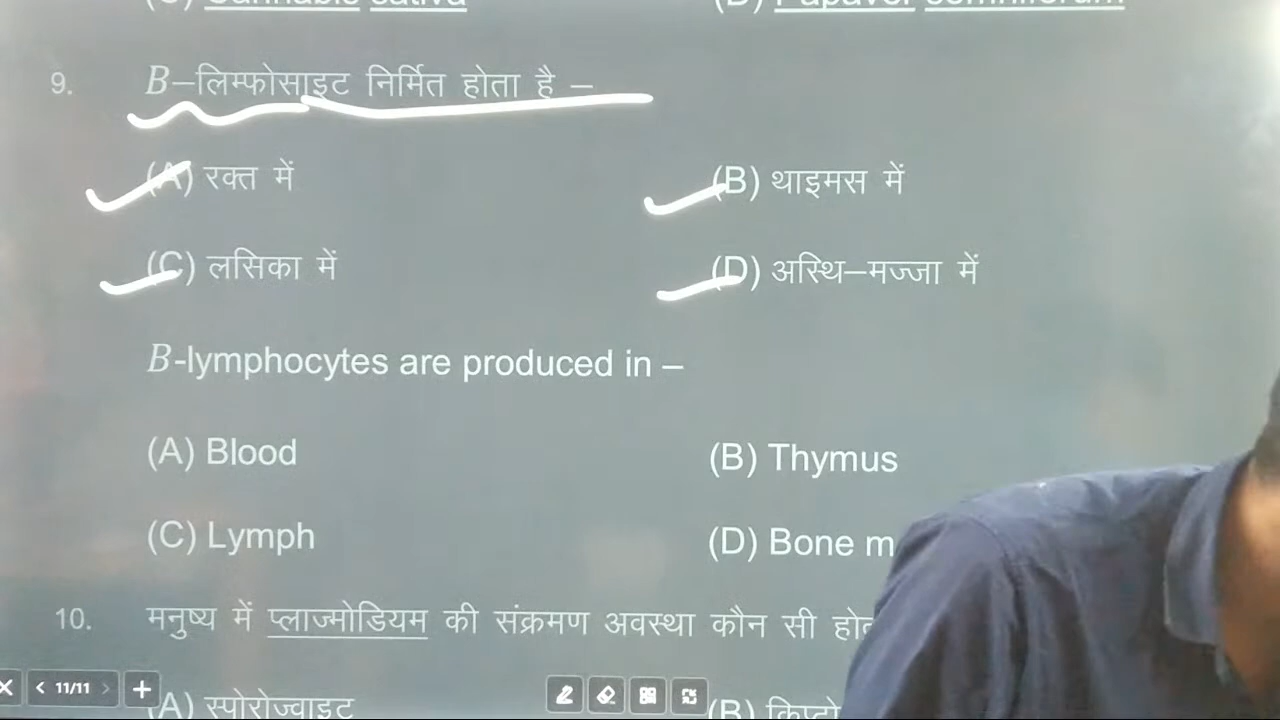 9. B–लिम्फोसाइट निर्मित होता है –
(A) रक्त में (B) थाइमस में
(C) लसिका में (D) अस्थि–मज्जा में
B-lymphocytes are produced in –
(A) Blood (B) Thymus
(C) Lymph (D) Bone
10. मनुष्य में प्लाज्मोडियम की संक्रमण अवस्था कौन सी
11/11
(A) स्पोरोज्वाइट (B)